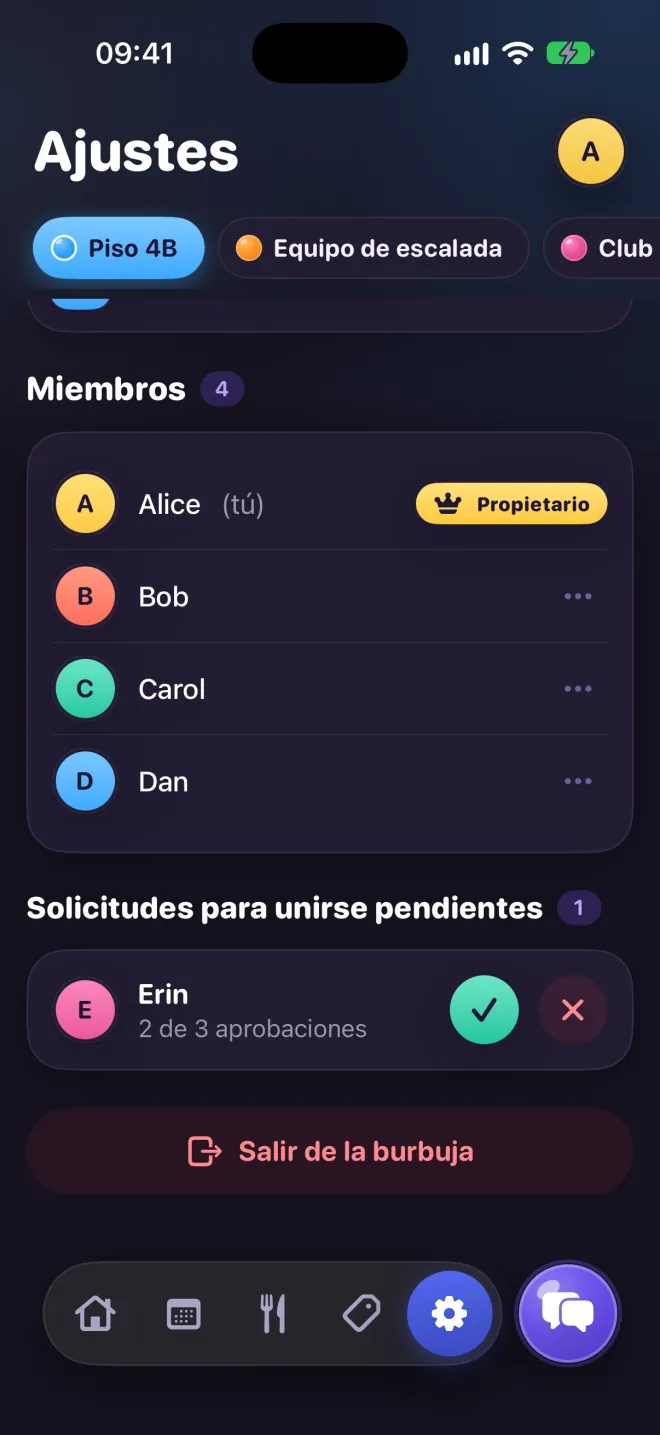 09:41
Ajustes
A
Piso 4B
Equipo de escalada
Club
Miembros 4
A Alice (tú) Propietario
B Bob
C Carol
D Dan
Solicitudes para unirse pendientes 1
E Erin
2 de 3 aprobaciones
Salir de la burbuja